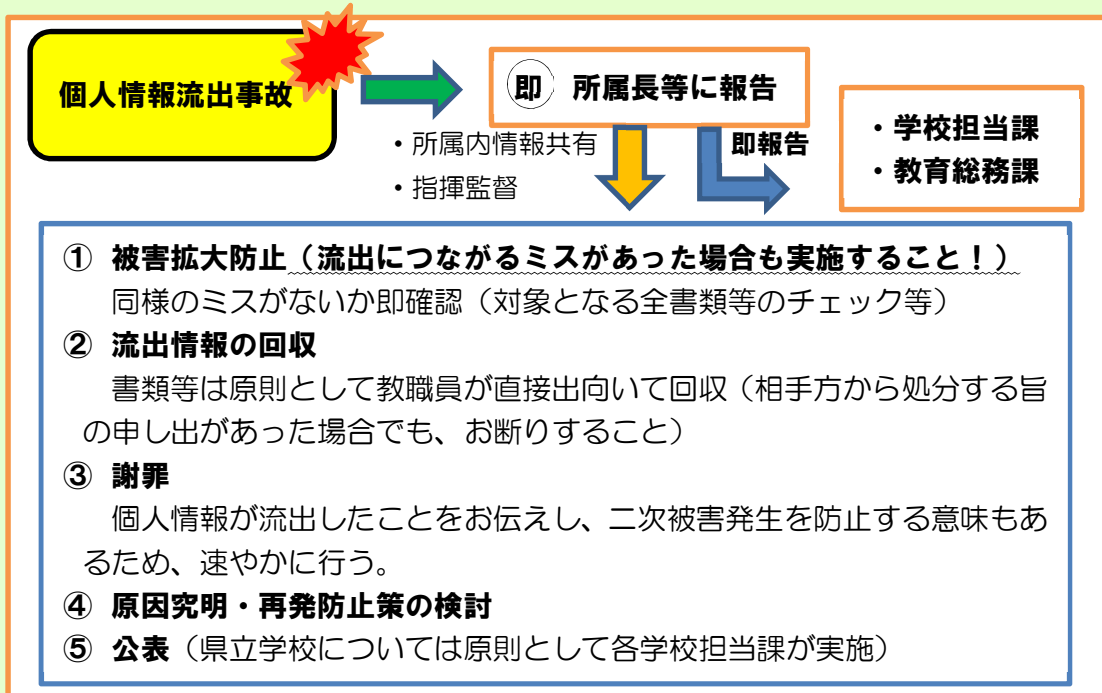 個人情報流出事故
即 所属長等に報告
・所属内情報共有
・指揮監督
即報告
・学校担当課
・教育総務課
① 被害拡大防止（流出につながるミスがあった場合も実施すること！）
同様のミスがないか即確認（対象となる全書類等のチェック等）
② 流出情報の回収
書類等は原則として教職員が直接出向いて回収（相手方から処分する旨
の申し出があった場合でも、お断りすること）
③ 謝罪
個人情報が流出したことをお伝えし、二次被害発生を防止する意味もあ
るため、速やかに行う。
④ 原因究明・再発防止策の検討
⑤ 公表（県立学校については原則として各学校担当課が実施）